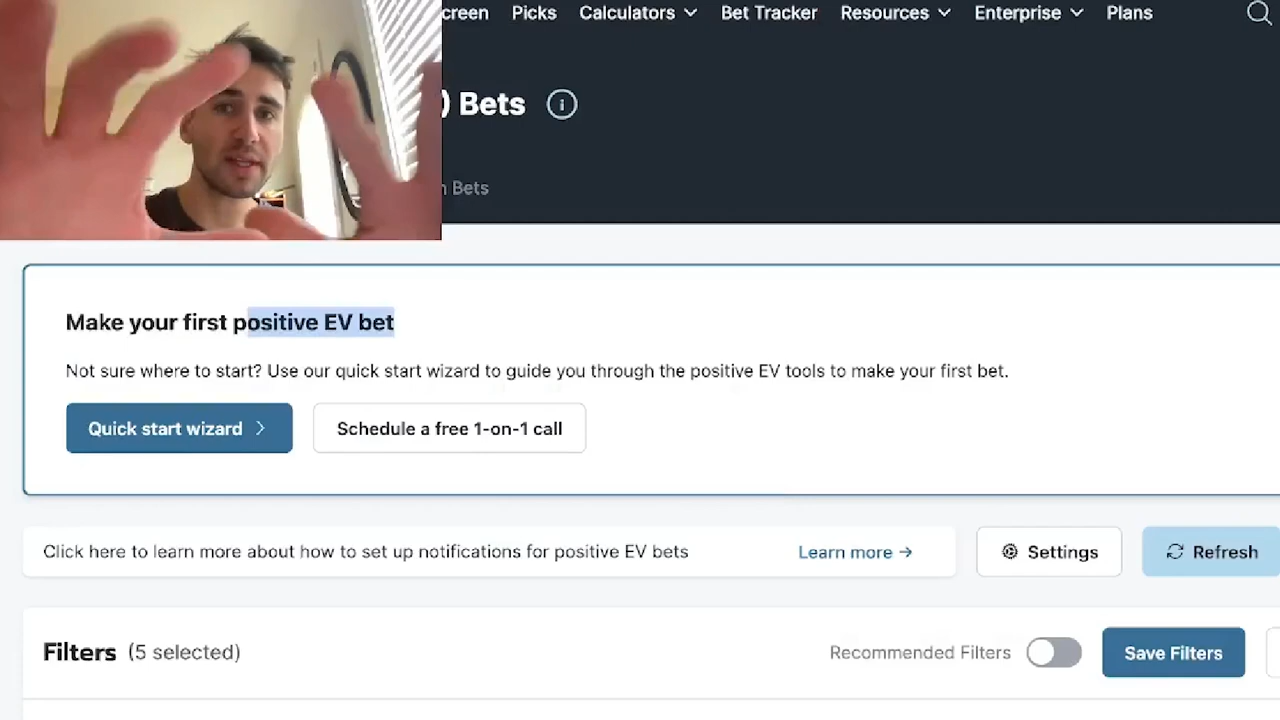 creen Picks Calculators Bet Tracker Resources Enterprise Plans
) Bets
n Bets
Make your first positive EV bet
Not sure where to start? Use our quick start wizard to guide you through the positive EV tools to make your first bet.
Quick start wizard Schedule a free 1-on-1 call
Click here to learn more about how to set up notifications for positive EV bets Learn more → Settings Refresh
Filters (5 selected) Recommended Filters Save Filters